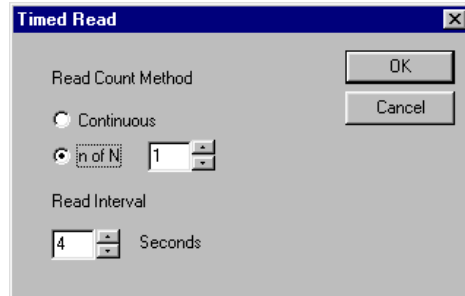 Timed Read
OK
Read Count Method
Cancel
Continuous
n of N 1
Read Interval
4 Seconds